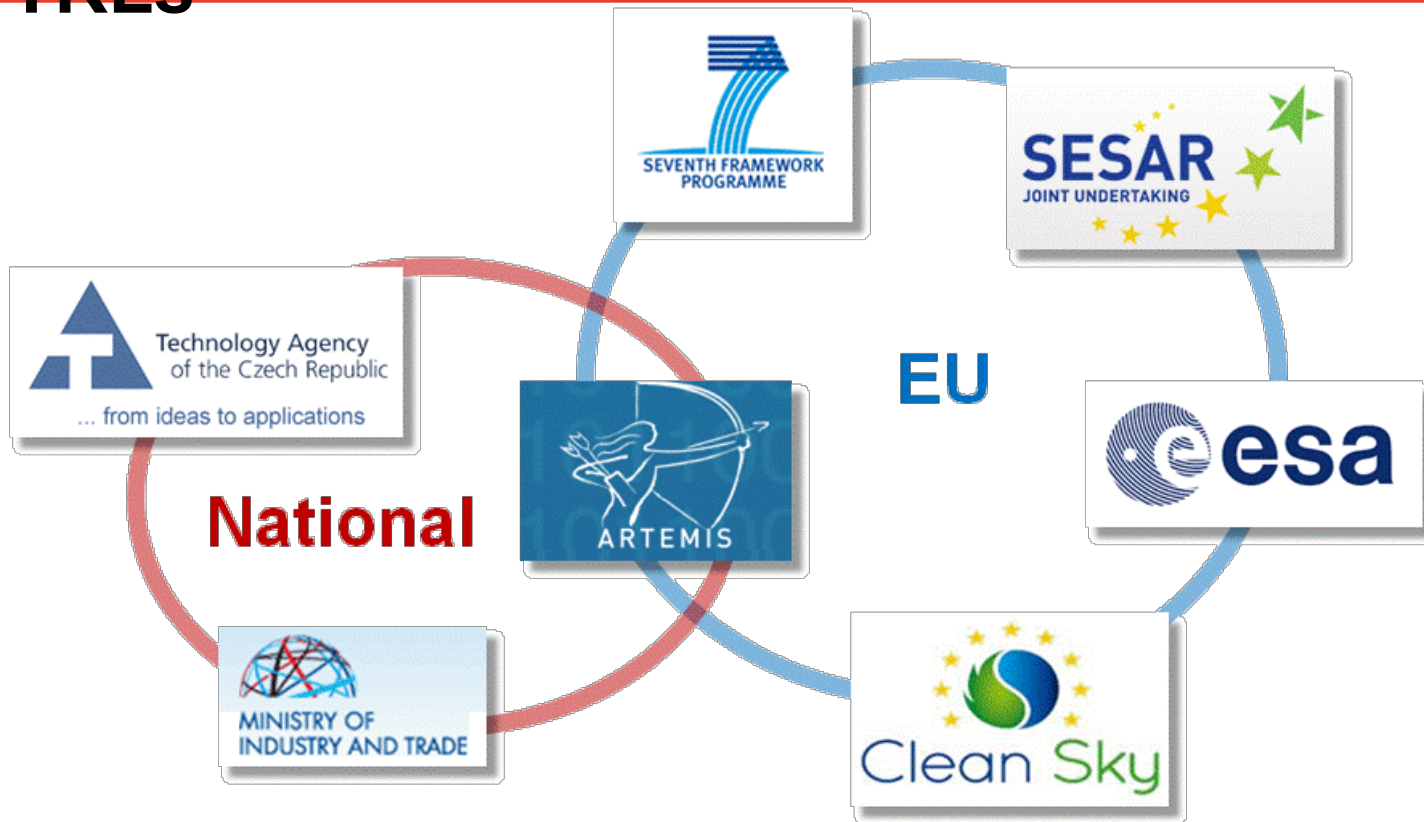 TRLs
SEVENTH FRAMEWORK
PROGRAMME
SESAR
JOINT UNDERTAKING
Technology Agency
of the Czech Republic
... from ideas to applications
EU
esa
National
ARTEMIS
MINISTRY OF
INDUSTRY AND TRADE
Clean Sky